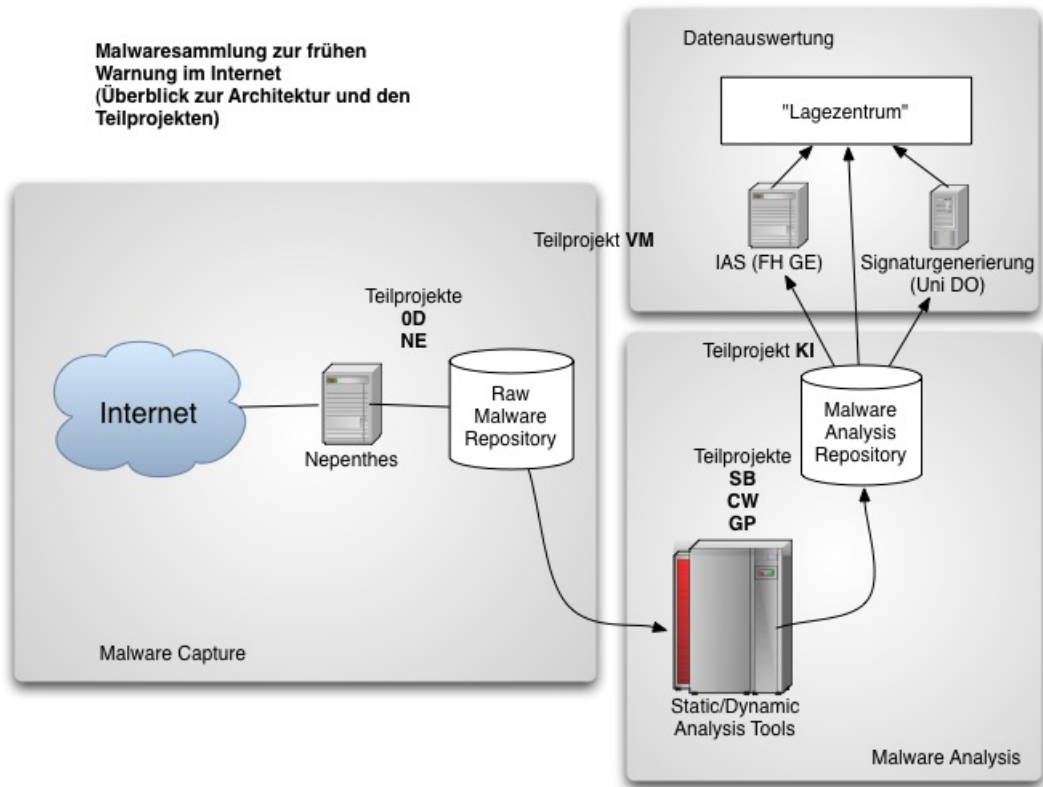 Malwaresammlung zur frühen
Warnung im Internet
(Überblick zur Architektur und den
Teilprojekten)
Datenauswertung
"Lagezentrum"
IAS (FH GE)
Signaturgenerierung
(Uni DO)
Teilprojekt VM
Teilprojekte
0D
NE
Internet
Nepenthes
Raw
Malware
Repository
Malware Capture
Teilprojekt KI
Malware
Analysis
Repository
Teilprojekte
SB
CW
GP
Static/Dynamic
Analysis Tools
Malware Analysis